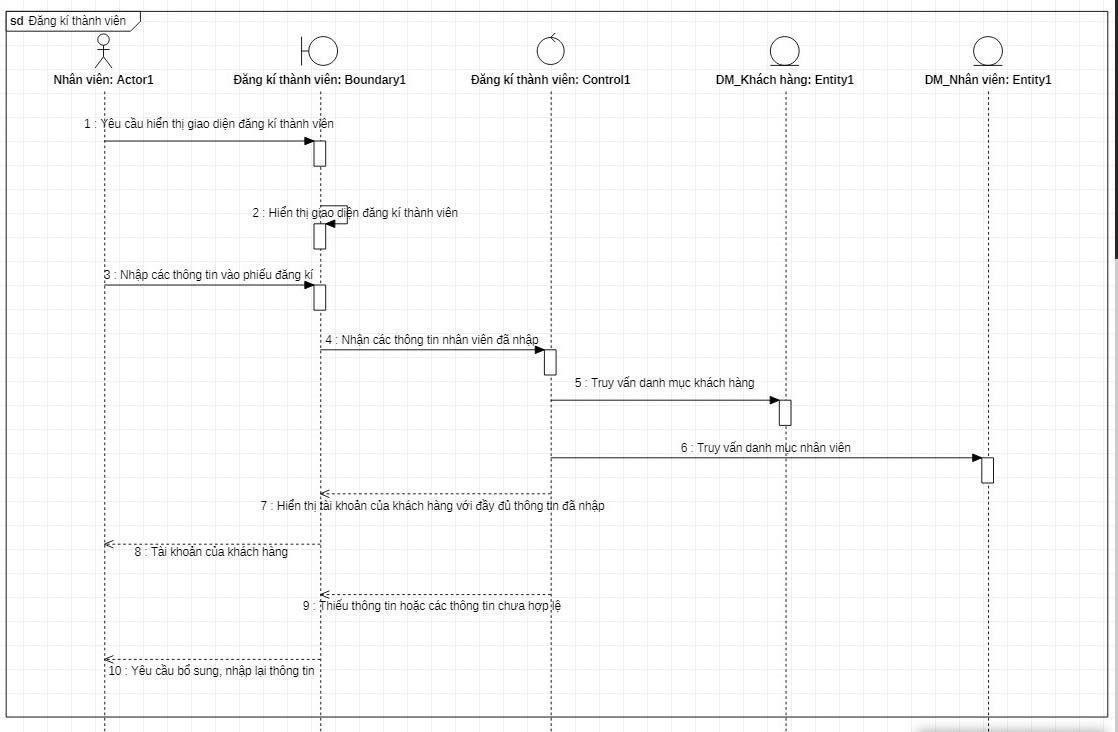 sd Đăng kí thành viên
Nhân viên: Actor1
Đăng kí thành viên: Boundary1
Đăng kí thành viên: Control1
DM_Khách hàng: Entity1
DM_Nhân viên: Entity1
1 : Yêu cầu hiển thị giao diện đăng kí thành viên
2 : Hiển thị giao diện đăng kí thành viên
3 : Nhập các thông tin vào phiếu đăng kí
4 : Nhận các thông tin nhân viên đã nhập
5 : Truy vấn danh mục khách hàng
6 : Truy vấn danh mục nhân viên
7 : Hiển thị tài khoản của khách hàng với đầy đủ thông tin đã nhập
8 : Tài khoản của khách hàng
9 : Thiếu thông tin hoặc các thông tin chưa hợp lệ
10 : Yêu cầu bổ sung, nhập lại thông tin